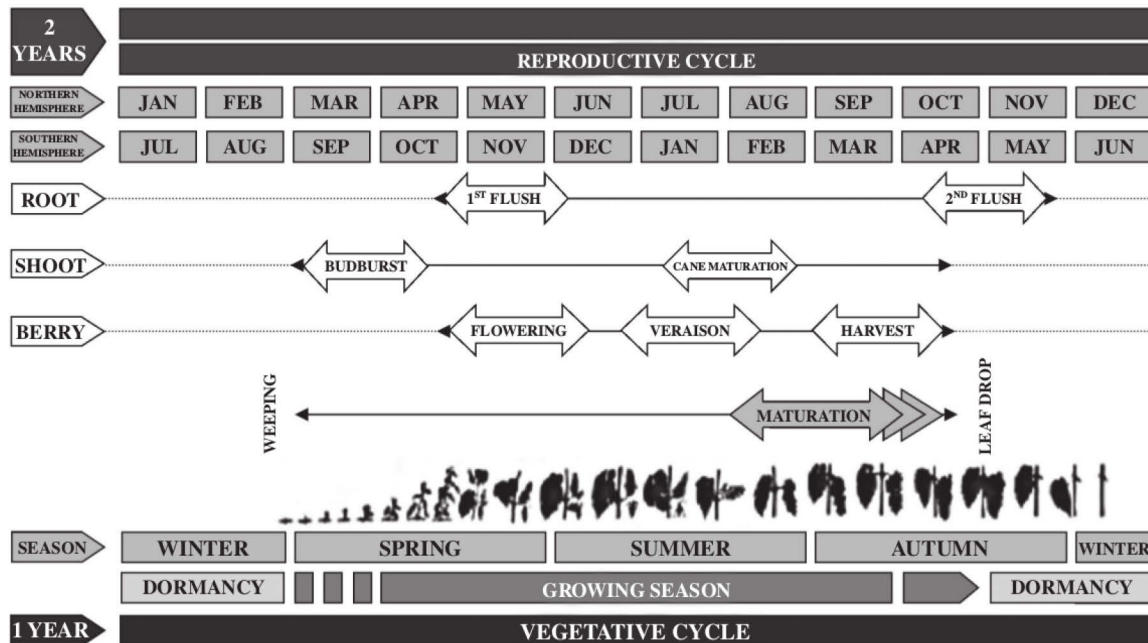 2
YEARS
REPRODUCTIVE CYCLE
NORTHERN
HEMISPHERE
JAN FEB MAR APR MAY JUN JUL AUG SEP OCT NOV DEC
SOUTHERN
HEMISPHERE
JUL AUG SEP OCT NOV DEC JAN FEB MAR APR MAY JUN
ROOT 1ST FLUSH 2ND FLUSH
SHOOT BUDBURST CANE MATURATION
BERRY FLOWERING VERAISON HARVEST
WEEPING MATURATION LEAF DROP
SEASON WINTER SPRING SUMMER AUTUMN WINTER
DORMANCY GROWING SEASON DORMANCY
1 YEAR VEGETATIVE CYCLE